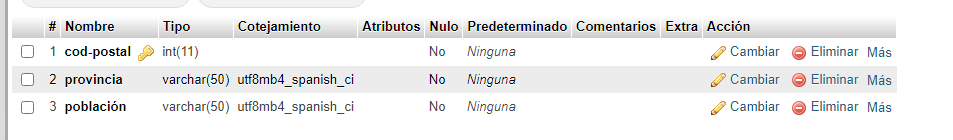 # Nombre Tipo Cotejamiento Atributos Nulo Predeterminado Comentarios Extra Acción
1 cod-postal int(11) No Ninguna Cambiar Eliminar Más
2 provincia varchar(50) utf8mb4_spanish_ci No Ninguna Cambiar Eliminar Más
3 población varchar(50) utf8mb4_spanish_ci No Ninguna Cambiar Eliminar Más